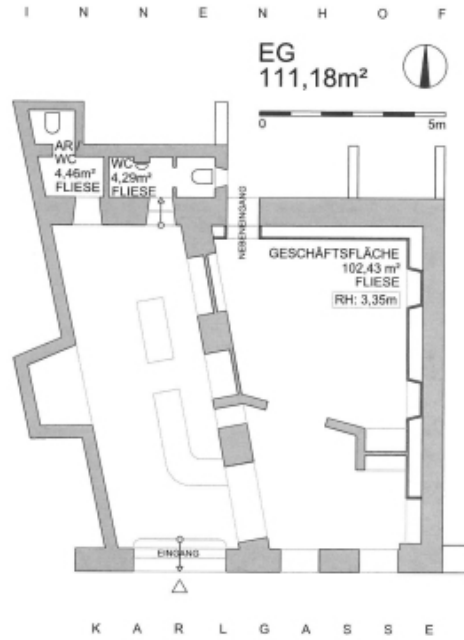 I N N E N H O F
EG
111,18m²
0 5m
AR/
WC
4,46m²
FLIESE
WC
4,29m²
FLIESE
NEBENEINGANG
GESCHÄFTSFLÄCHE
102,43 m²
FLIESE
RH: 3,35m
EINGANG
K A R L G A S S E